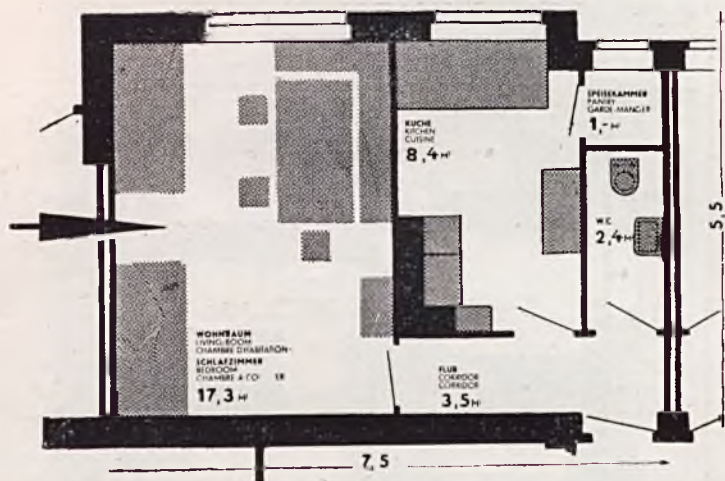 SPEISEKAMMER
PANTRY
GARDE-MANGER
1,- M²
KÜCHE
KITCHEN
CUISINE
8,4 M²
W.C.
2,4 M²
5,5
WOHNRAUM
LIVING-ROOM
CHAMBRE D'HABITATION-
SCHLAFZIMMER
BEDROOM
CHAMBRE A
17,3 M²
FLUR
CORRIDOR
CORRIDOR
3,5 M²
7,5